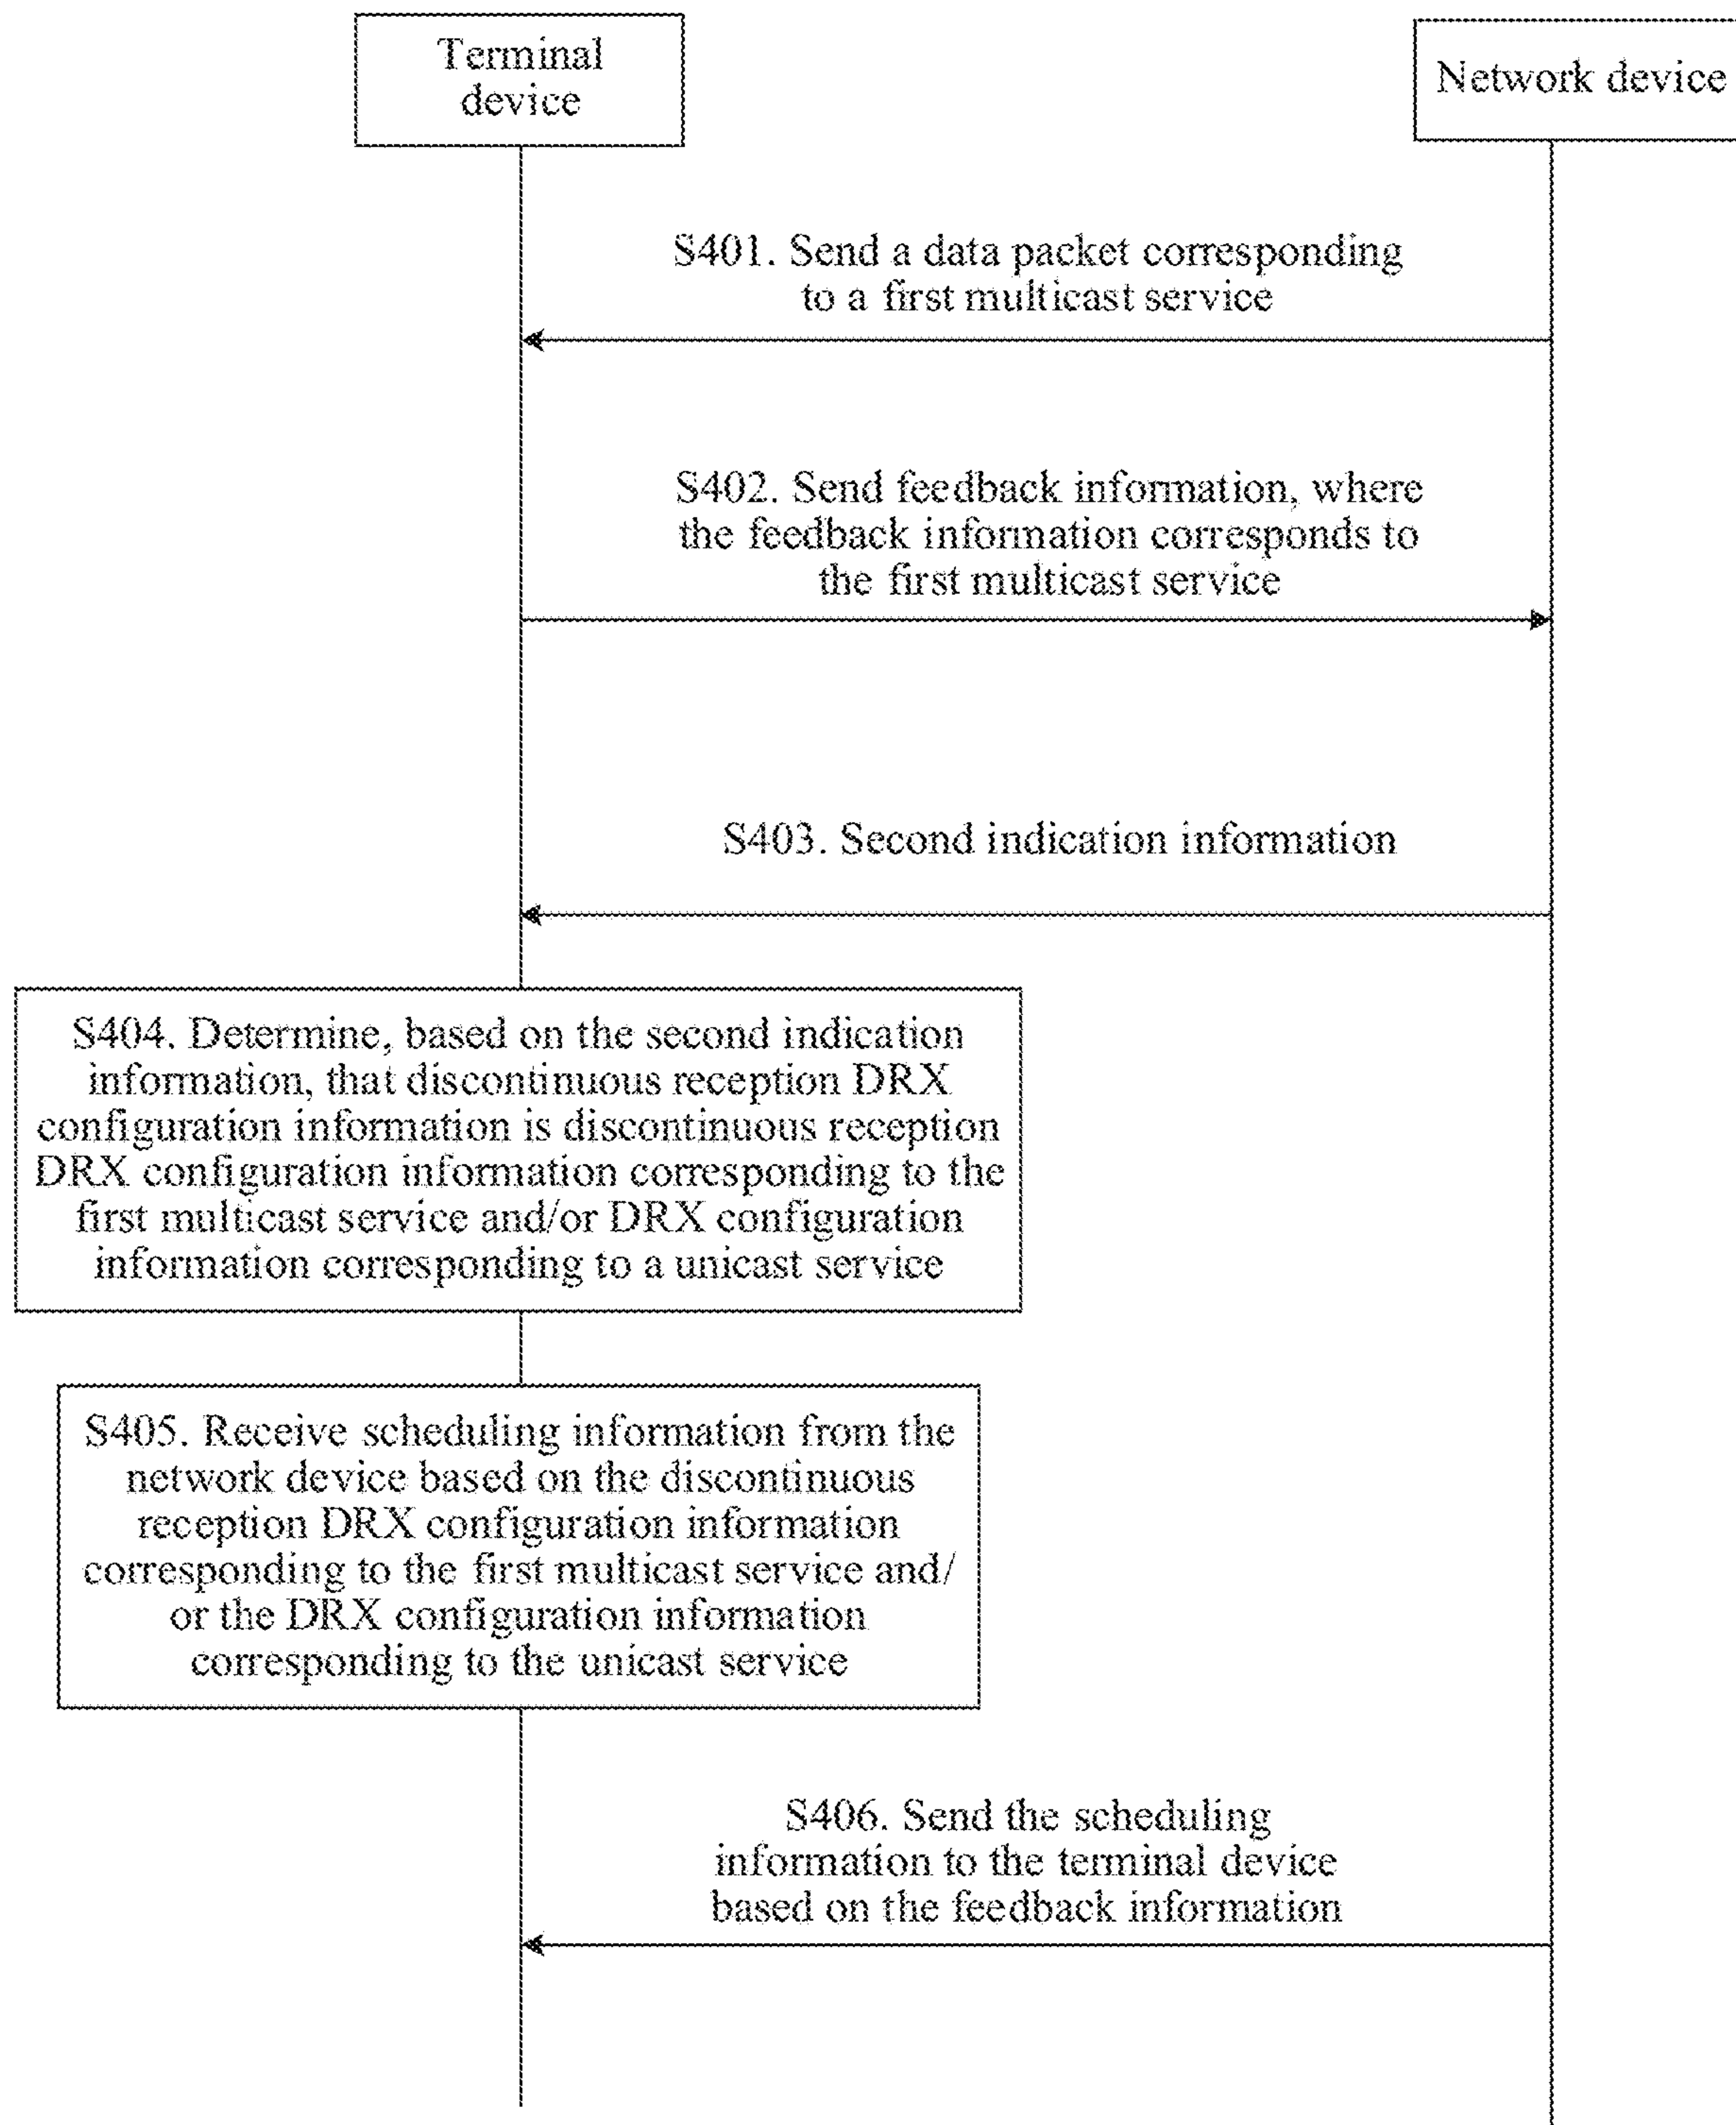 Terminal
device
Network device
S401. Send a data packet corresponding
to a first multicast service
S402. Send feedback information, where
the feedback information corresponds to
the first multicast service
S403. Second indication information
S404. Determine, based on the second indication
information, that discontinuous reception DRX
configuration information is discontinuous reception
DRX configuration information corresponding to the
first multicast service and/or DRX configuration
information corresponding to a unicast service
S405. Receive scheduling information from the
network device based on the discontinuous
reception DRX configuration information
corresponding to the first multicast service and/
or the DRX configuration information
corresponding to the unicast service
S406. Send the scheduling
information to the terminal device
based on the feedback information